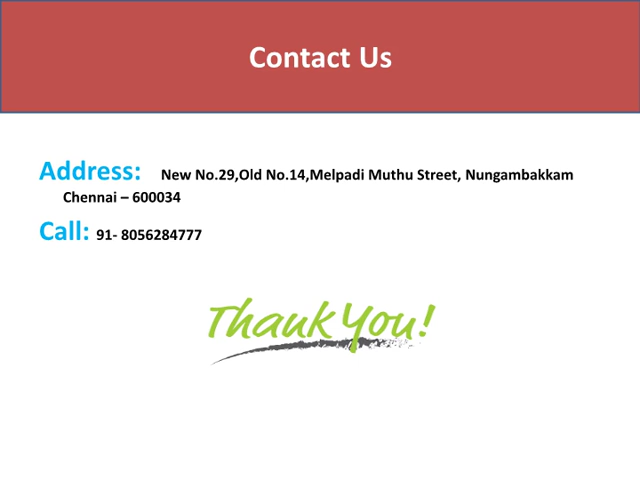 Contact Us
Address: New No.29,Old No.14,Melpadi Muthu Street, Nungambakkam
Chennai – 600034
Call: 91- 8056284777
Thank You!